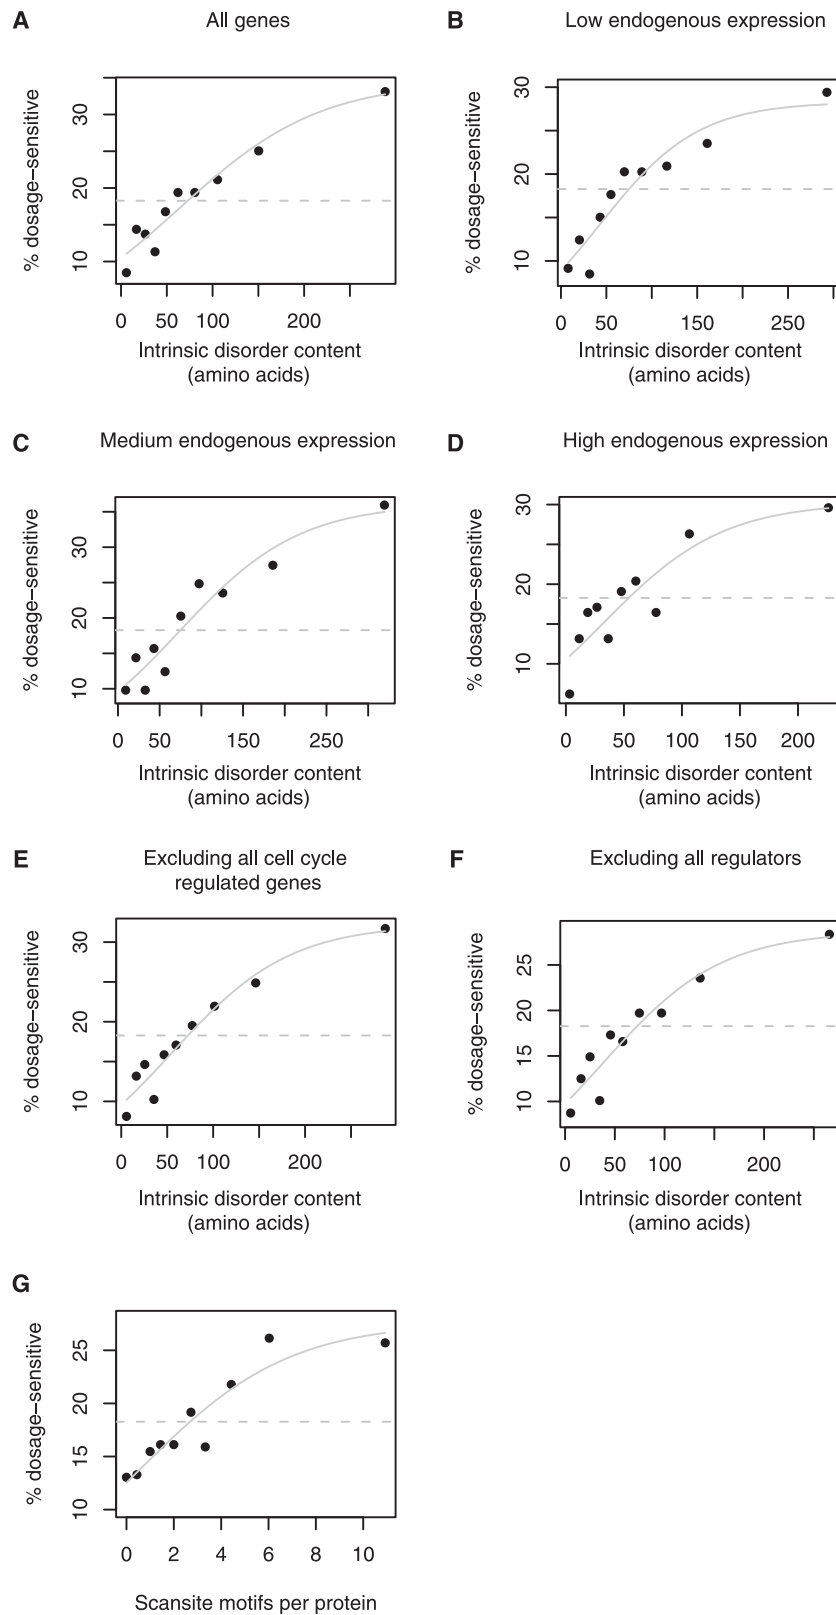 A
All genes
% dosage−sensitive
30
20
10
0 50 100 200
Intrinsic disorder content
(amino acids)
B
Low endogenous expression
% dosage−sensitive
30
20
10
0 50 150 250
Intrinsic disorder content
(amino acids)
C
Medium endogenous expression
% dosage−sensitive
30
20
10
0 50 150 250
Intrinsic disorder content
(amino acids)
D
High endogenous expression
% dosage−sensitive
30
20
10
0 50 100 150 200
Intrinsic disorder content
(amino acids)
E
Excluding all cell cycle
regulated genes
% dosage−sensitive
30
20
10
0 50 100 200
Intrinsic disorder content
(amino acids)
F
Excluding all regulators
% dosage−sensitive
25
20
15
10
0 50 100 200
Intrinsic disorder content
(amino acids)
G
% dosage−sensitive
25
20
15
10
0 2 4 6 8 10
Scansite motifs per protein